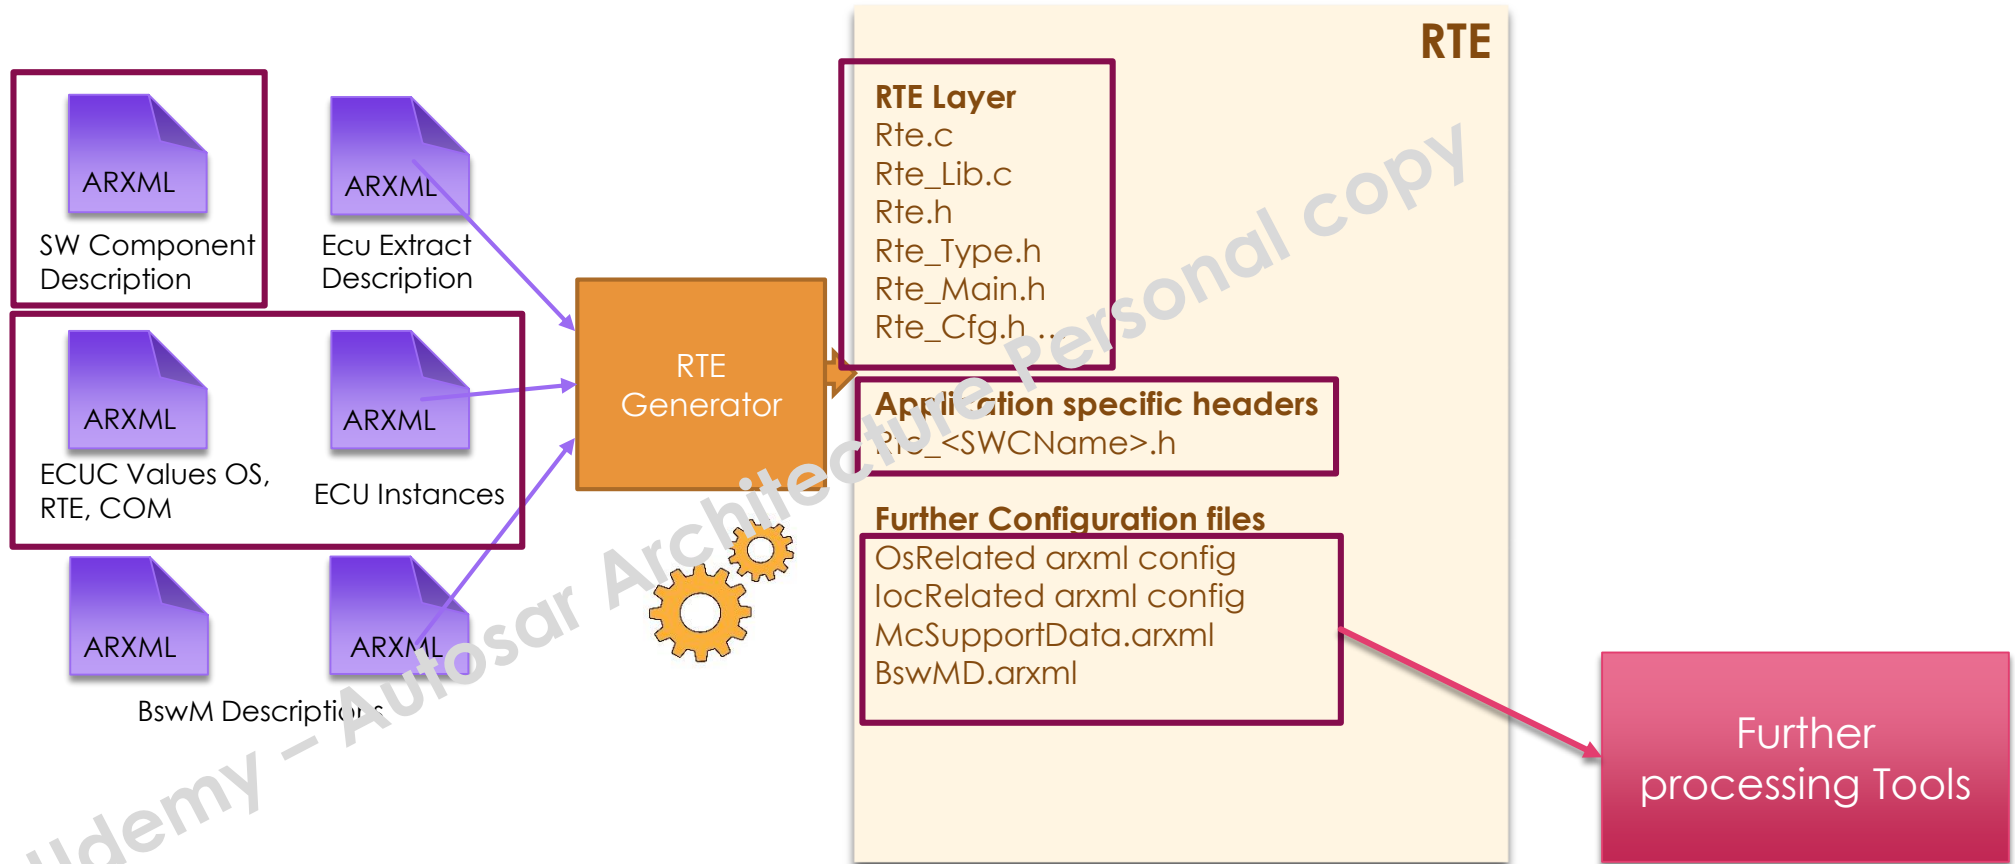 RTE
ARXML
SW Component
Description
ARXML
Ecu Extract
Description
ARXML
ECUC Values OS,
RTE, COM
ARXML
ECU Instances
ARXML
ARXML
BswM Descriptions
RTE
Generator
RTE Layer
Rte.c
Rte_Lib.c
Rte.h
Rte_Type.h
Rte_Main.h
Rte_Cfg.h ...
Application specific headers
Rte_<SWCName>.h
Further Configuration files
OsRelated arxml config
IocRelated arxml config
McSupportData.arxml
BswMD.arxml
Further
processing Tools
Udemy – Autosar Architecture Personal copy